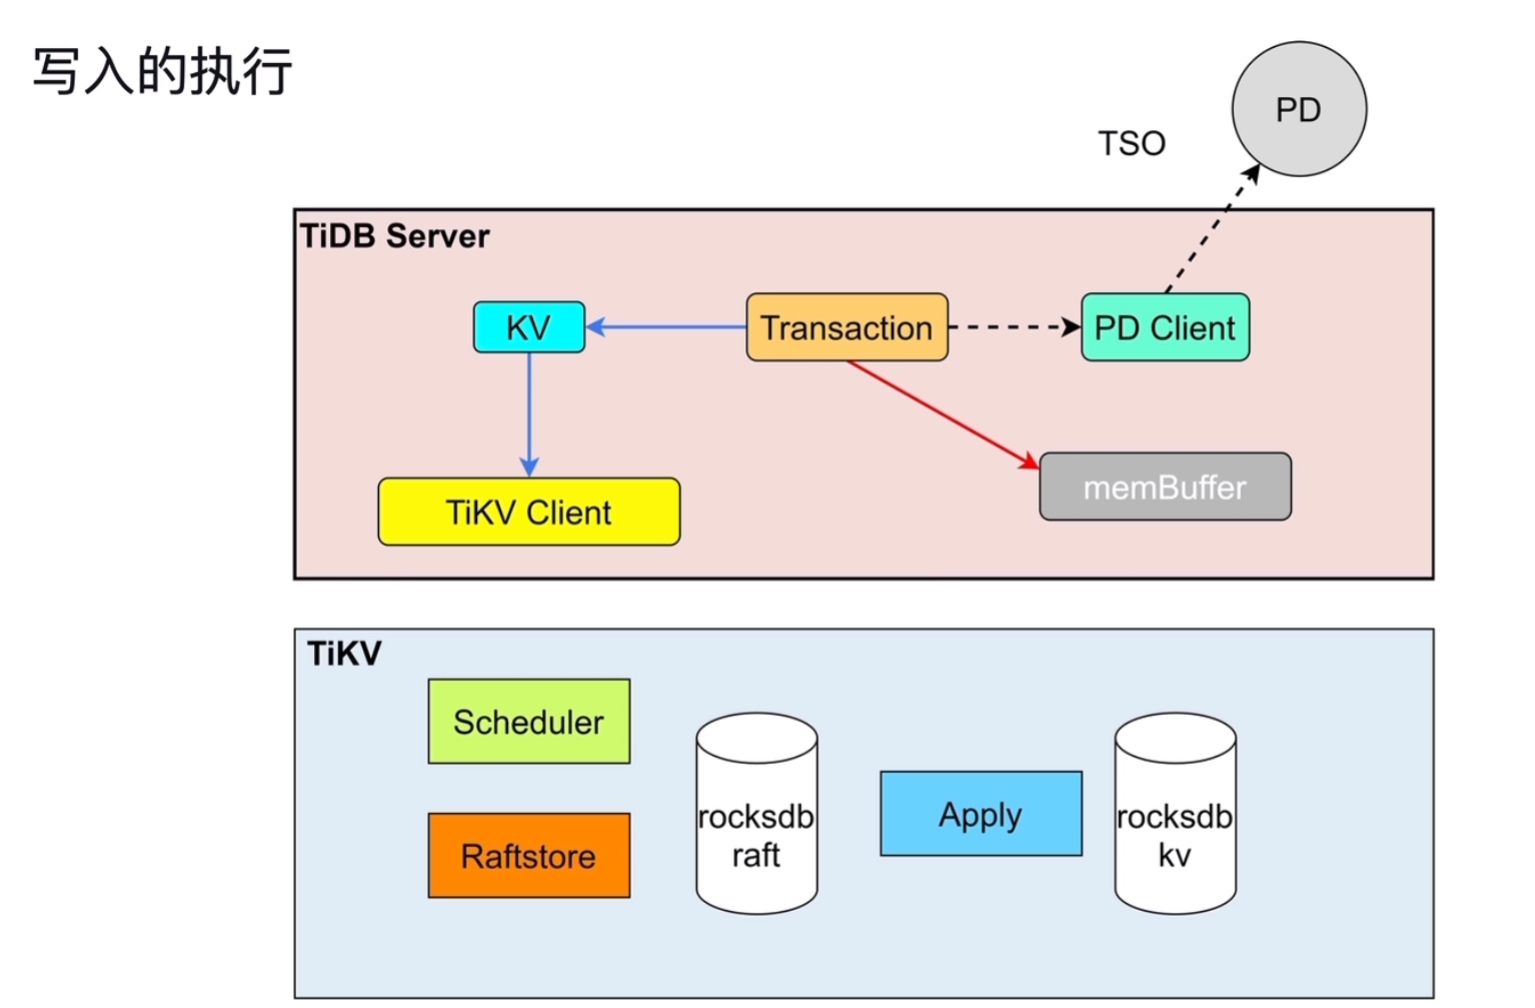 写入的执行
PD
TSO
TiDB Server
KV
Transaction
PD Client
TiKV Client
memBuffer
TiKV
Scheduler
Raftstore
rocksdb
raft
Apply
rocksdb
kv